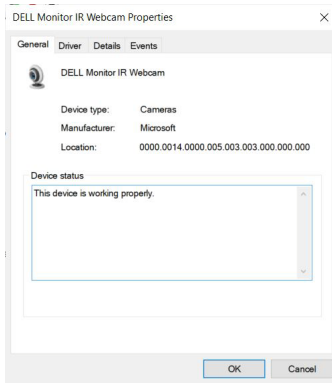 DELL Monitor IR Webcam Properties
General Driver Details Events
DELL Monitor IR Webcam
Device type: Cameras
Manufacturer: Microsoft
Location: 0000.0014.0000.005.003.003.000.000.000
Device status
This device is working properly.
OK Cancel